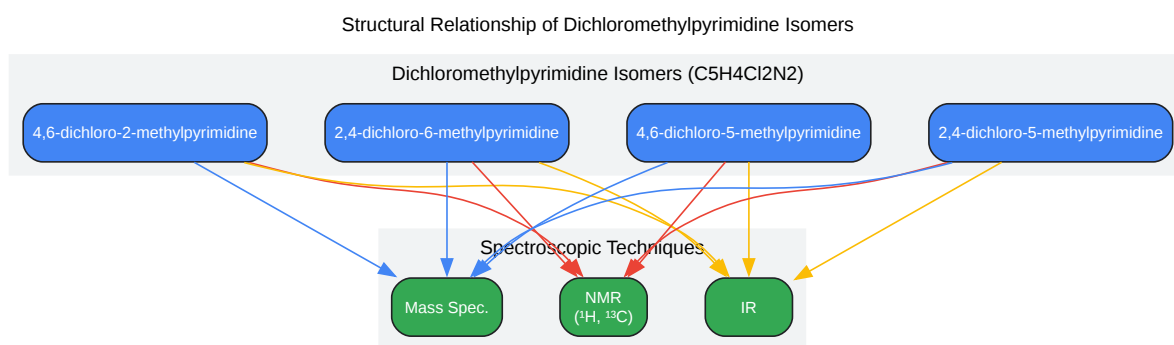 Structural Relationship of Dichloromethylpyrimidine Isomers
Dichloromethylpyrimidine Isomers (C5H4Cl2N2)
4,6-dichloro-2-methylpyrimidine
2,4-dichloro-6-methylpyrimidine
4,6-dichloro-5-methylpyrimidine
2,4-dichloro-5-methylpyrimidine
Spectroscopic Techniques
Mass Spec.
NMR
(¹H, ¹³C)
IR